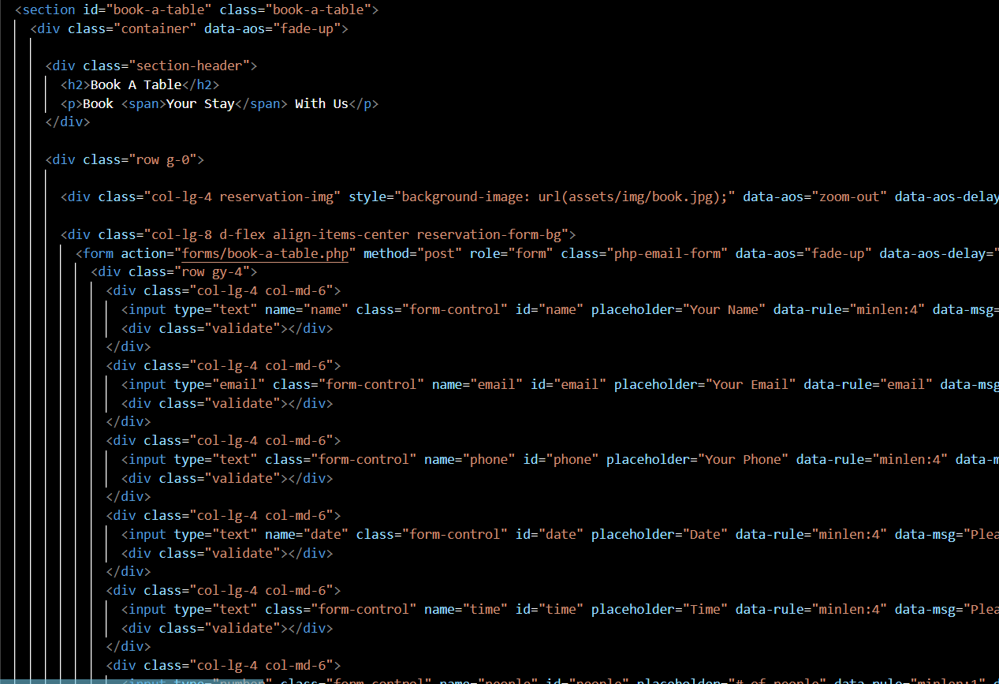 <section id="book-a-table" class="book-a-table">
<div class="container" data-aos="fade-up">
<div class="section-header">
<h2>Book A Table</h2>
<p>Book <span>Your Stay</span> With Us</p>
</div>
<div class="row g-0">
<div class="col-lg-4 reservation-img" style="background-image: url(assets/img/book.jpg);" data-aos="zoom-out" data-aos-delay
<div class="col-lg-8 d-flex align-items-center reservation-form-bg">
<form action="forms/book-a-table.php" method="post" role="form" class="php-email-form" data-aos="fade-up" data-aos-delay="
<div class="row gy-4">
<div class="col-lg-4 col-md-6">
<input type="text" name="name" class="form-control" id="name" placeholder="Your Name" data-rule="minlen:4" data-msg=
<div class="validate"></div>
</div>
<div class="col-lg-4 col-md-6">
<input type="email" class="form-control" name="email" id="email" placeholder="Your Email" data-rule="email" data-msg
<div class="validate"></div>
</div>
<div class="col-lg-4 col-md-6">
<input type="text" class="form-control" name="phone" id="phone" placeholder="Your Phone" data-rule="minlen:4" data-m
<div class="validate"></div>
</div>
<div class="col-lg-4 col-md-6">
<input type="text" name="date" class="form-control" id="date" placeholder="Date" data-rule="minlen:4" data-msg="Plea
<div class="validate"></div>
</div>
<div class="col-lg-4 col-md-6">
<input type="text" class="form-control" name="time" id="time" placeholder="Time" data-rule="minlen:4" data-msg="Plea
<div class="validate"></div>
</div>
<div class="col-lg-4 col-md-6">
<input type="number" class="form-control" name="people" id="people" placeholder="# of people" data-rule="minlen:1"